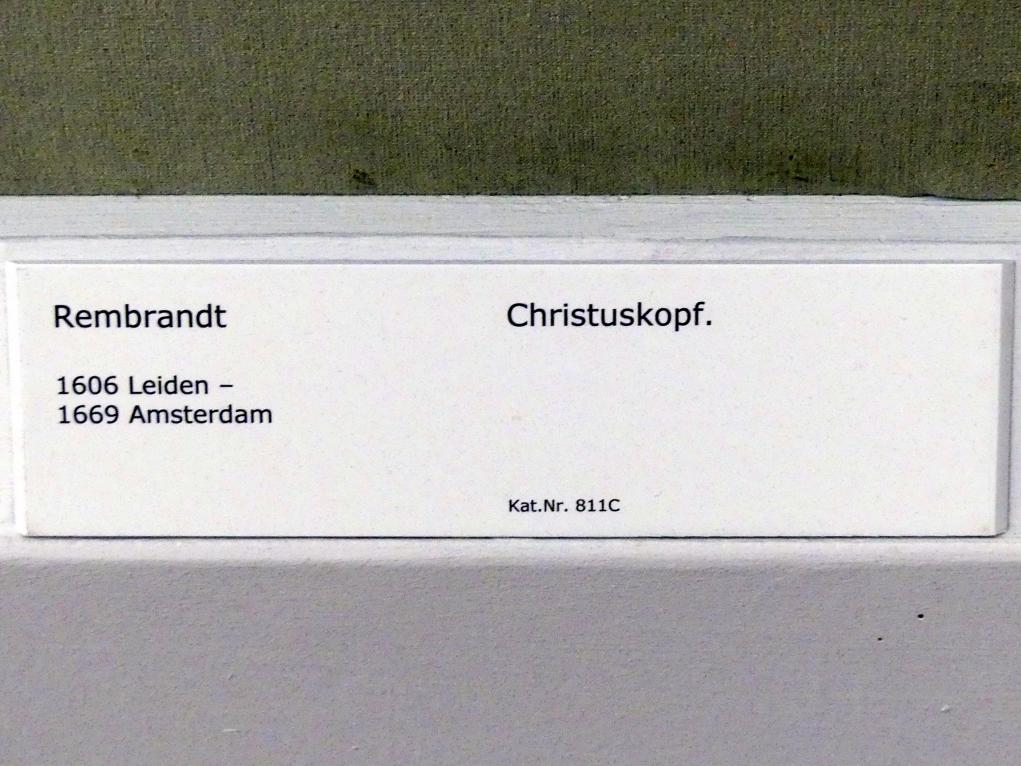 Rembrandt
1606 Leiden –
1669 Amsterdam
Christuskopf.
Kat.Nr. 811C